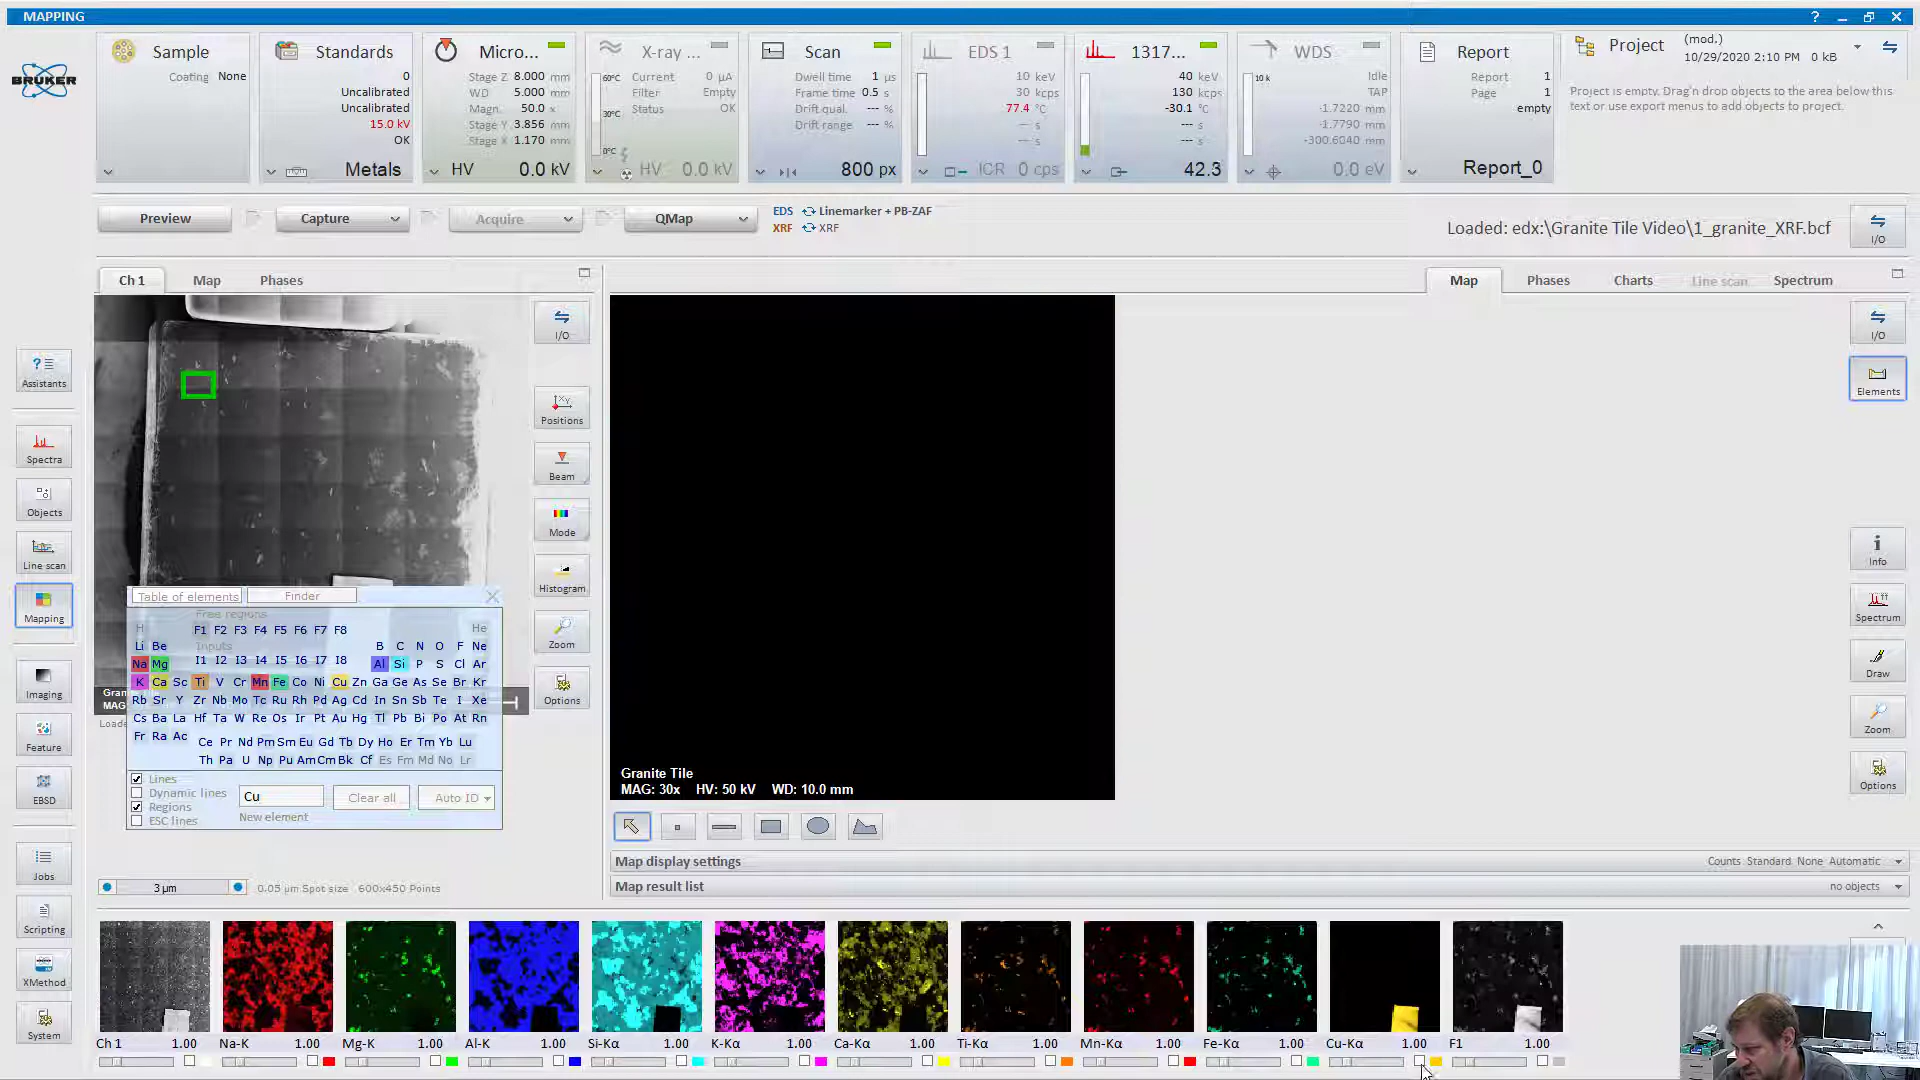 MAPPING
?
BRUKER
Sample
Coating None
Standards
0
Uncalibrated
Uncalibrated
15.0 kV
OK
Metals
Micro...
Stage Z 8.000 mm
WD 5.000 mm
Magn. 50.0 x
Stage Y 3.856 mm
Stage X 1.170 mm
HV 0.0 kV
X-ray ...
60°C
30°C
0°C
Current 0 µA
Filter Empty
Status OK
HV 0.0 kV
Scan
Dwell time 1 µs
Frame time 0.5 s
Drift qual. --- %
Drift range --- %
800 px
EDS 1
10 keV
30 kcps
77.4 °C
--- s
--- s
ICR 0 cps
1317...
40 keV
130 kcps
-30.1 °C
--- s
--- s
42.3
WDS
10 k
Idle
TAP
-1.7220 mm
-1.7790 mm
-300.6040 mm
0.0 eV
Report
Report 1
Page 1
empty
Report_0
Project
(mod.)
10/29/2020 2:10 PM 0 kB
Project is empty. Drag'n drop objects to the area below this
text or use export menus to add objects to project.
Preview
Capture
Acquire
QMap
EDS Linemarker + PB-ZAF
XRF XRF
Loaded: edx:\Granite Tile Video\1_granite_XRF.bcf
I/O
Ch 1 Map Phases
Map Phases Charts Line scan Spectrum
Assistants
Spectra
Objects
Line scan
Mapping
Imaging
Feature
EBSD
Jobs
Scripting
XMethod
System
I/O
Positions
Beam
Mode
Histogram
Zoom
Options
Gran
MAG:
Loade
Table of elements Finder
Free regions
H F1 F2 F3 F4 F5 F6 F7 F8 He
Li Be Inputs B C N O F Ne
Na Mg I1 I2 I3 I4 I5 I6 I7 I8 Al Si P S Cl Ar
K Ca Sc Ti V Cr Mn Fe Co Ni Cu Zn Ga Ge As Se Br Kr
Rb Sr Y Zr Nb Mo Tc Ru Rh Pd Ag Cd In Sn Sb Te I Xe
Cs Ba La Hf Ta W Re Os Ir Pt Au Hg Tl Pb Bi Po At Rn
Fr Ra Ac
Ce Pr Nd Pm Sm Eu Gd Tb Dy Ho Er Tm Yb Lu
Th Pa U Np Pu Am Cm Bk Cf Es Fm Md No Lr
Lines
Dynamic lines
Regions
ESC lines
Cu
New element
Clear all
Auto ID
3 µm 0.05 µm Spot size 600x450 Points
Granite Tile
MAG: 30x HV: 50 kV WD: 10.0 mm
I/O
Elements
Info
Spectrum
Draw
Zoom
Options
Map display settings Counts Standard None Automatic
Map result list no objects
Ch 1 1.00
Na-K 1.00
Mg-K 1.00
Al-K 1.00
Si-Kα 1.00
K-Kα 1.00
Ca-Kα 1.00
Ti-Kα 1.00
Mn-Kα 1.00
Fe-Kα 1.00
Cu-Kα 1.00
F1 1.00